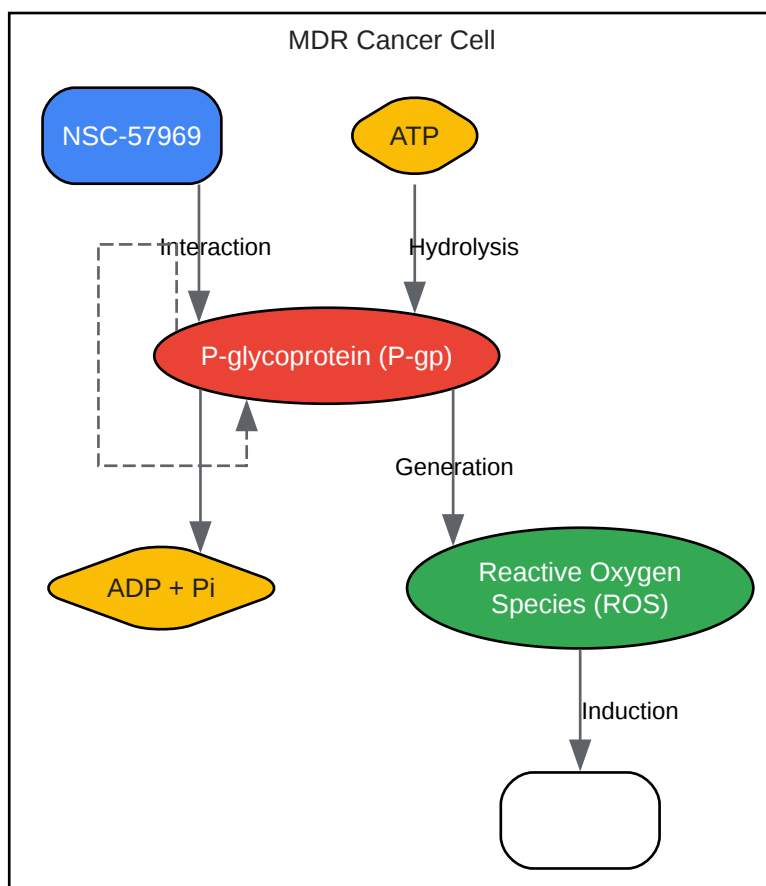 MDR Cancer Cell
NSC-57969
ATP
Interaction
Hydrolysis
P-glycoprotein (P-gp)
Generation
ADP + Pi
Reactive Oxygen
Species (ROS)
Induction